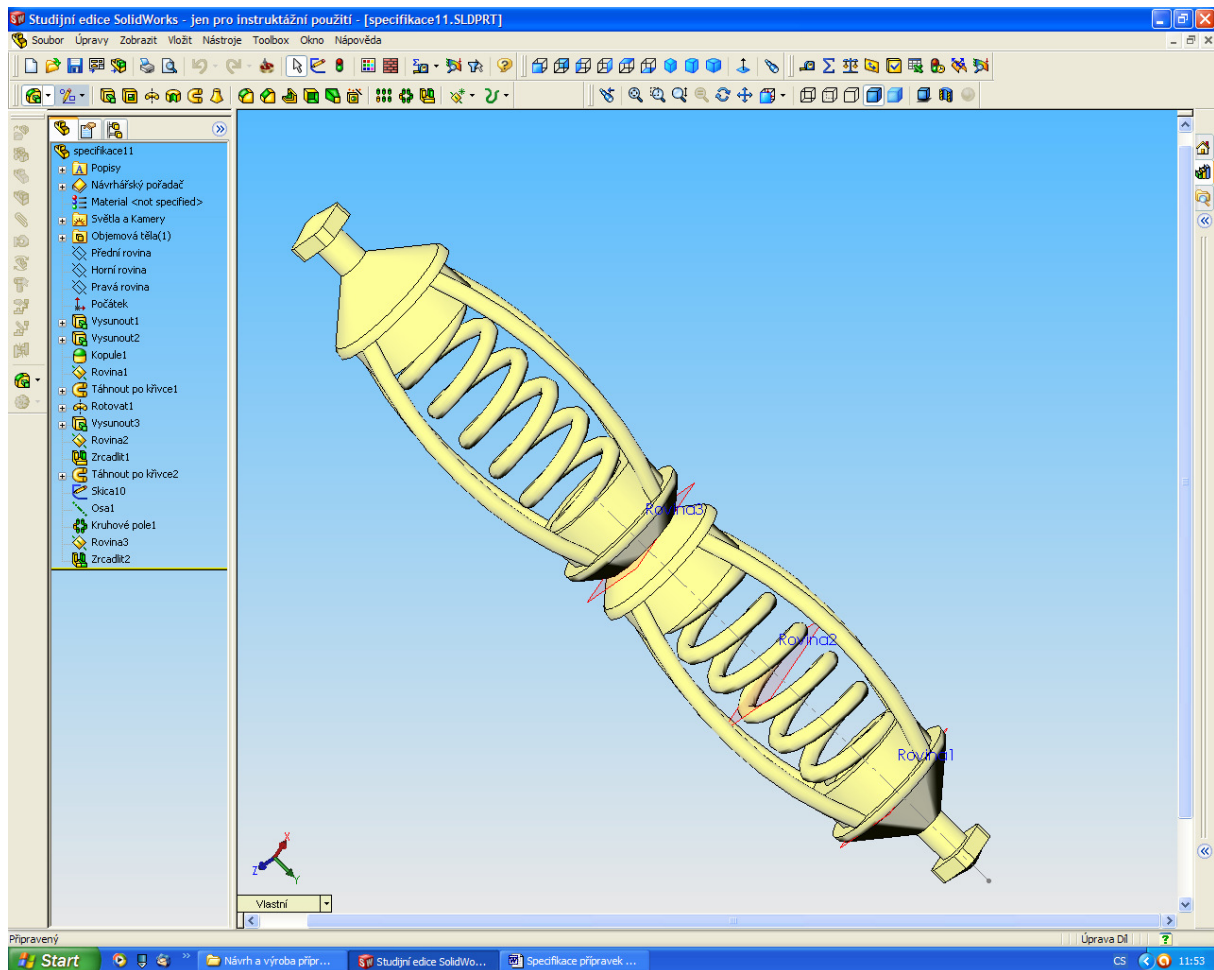 Studijní edice SolidWorks - jen pro instruktážní použití - [specifikace11.SLDPRT]
Soubor Úpravy Zobrazit Vložit Nástroje Toolbox Okno Nápověda
specifikace11
Popisy
Návrhářský pořadač
Material <not specified>
Světla a Kamery
Objemová těla(1)
Přední rovina
Horní rovina
Pravá rovina
Počátek
Vysunout1
Vysunout2
Kopule1
Rovina1
Táhnout po křivce1
Rotovat1
Vysunout3
Rovina2
Zrcadlit1
Táhnout po křivce2
Skica10
Osa1
Kruhové pole1
Rovina3
Zrcadlit2
Rovina3
Rovina2
Rovina1
X
Z
Y
Vlastní
Připravený
Úprava Díl
Start
Návrh a výroba přípr...
Studijní edice SolidWo...
Specifikace přípravek ...
CS
11:53